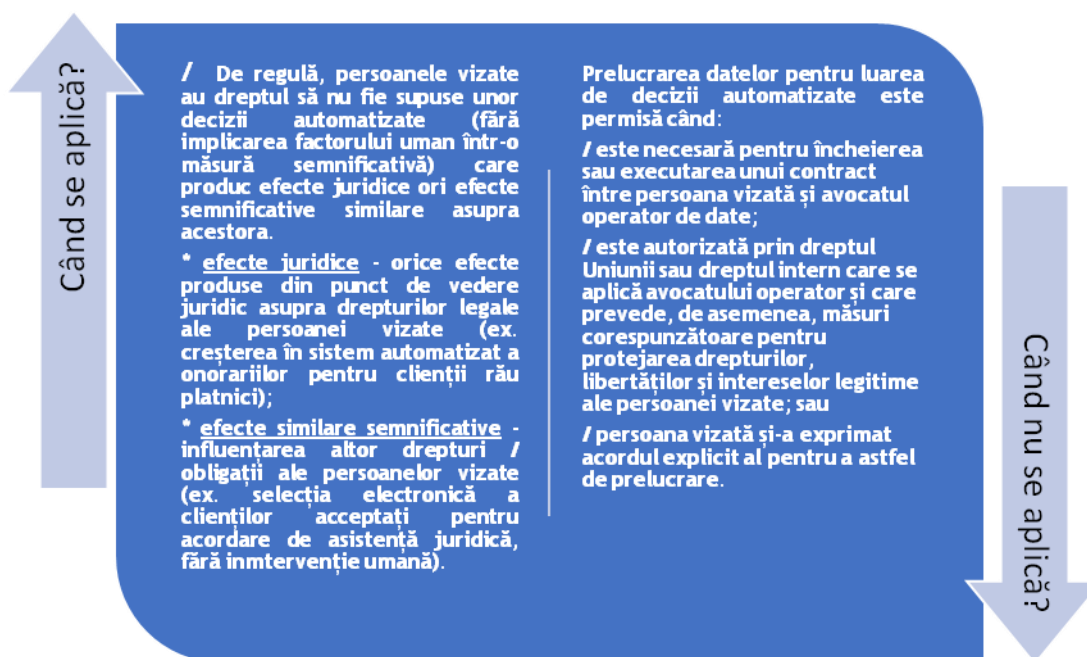 Când se aplică?
/ De regulă, persoanele vizate
au dreptul să nu fie supuse unor
decizii automatizate (fără
implicarea factorului uman într-o
măsură semnificativă) care
produc efecte juridice ori efecte
semnificative similare asupra
acestora.
* efecte juridice - orice efecte
produse din punct de vedere
juridic asupra drepturilor legale
ale persoanei vizate (ex.
creșterea în sistem automatizat a
onorariilor pentru clienții rău
platnici);
* efecte similare semnificative -
influențarea altor drepturi /
obligații ale persoanelor vizate
(ex. selecția electronică a
clienților acceptați pentru
acordare de asistență juridică,
fără inmtervenție umană).
Prelucrarea datelor pentru luarea
de decizii automatizate este
permisă când:
/ este necesară pentru încheierea
sau executarea unui contract
între persoana vizată și avocatul
operator de date;
/ este autorizată prin dreptul
Uniunii sau dreptul intern care se
aplică avocatului operator și care
prevede, de asemenea, măsuri
corespunzătoare pentru
protejarea drepturilor,
libertăților și intereselor legitime
ale persoanei vizate; sau
/ persoana vizată și-a exprimat
acordul explicit al pentru a astfel
de prelucrare.
Când nu se aplică?